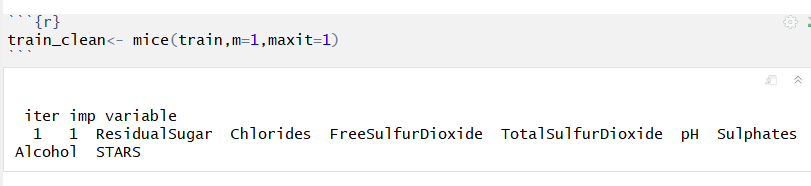 ```{r}
train_clean<- mice(train,m=1,maxit=1)
```
iter imp variable
1 1 ResidualSugar Chlorides FreeSulfurDioxide TotalSulfurDioxide pH Sulphates
Alcohol STARS